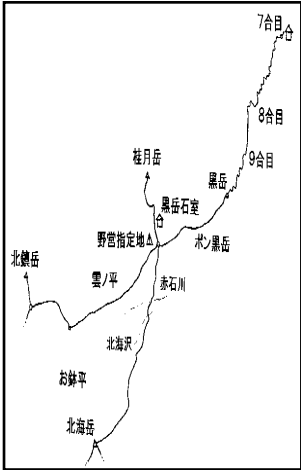 7合目
8合目
9合目
桂月岳
黒岳
黒岳石室
野営指定地
ポン黒岳
北鎮岳
雲ノ平
赤石川
北海沢
お鉢平
北海岳